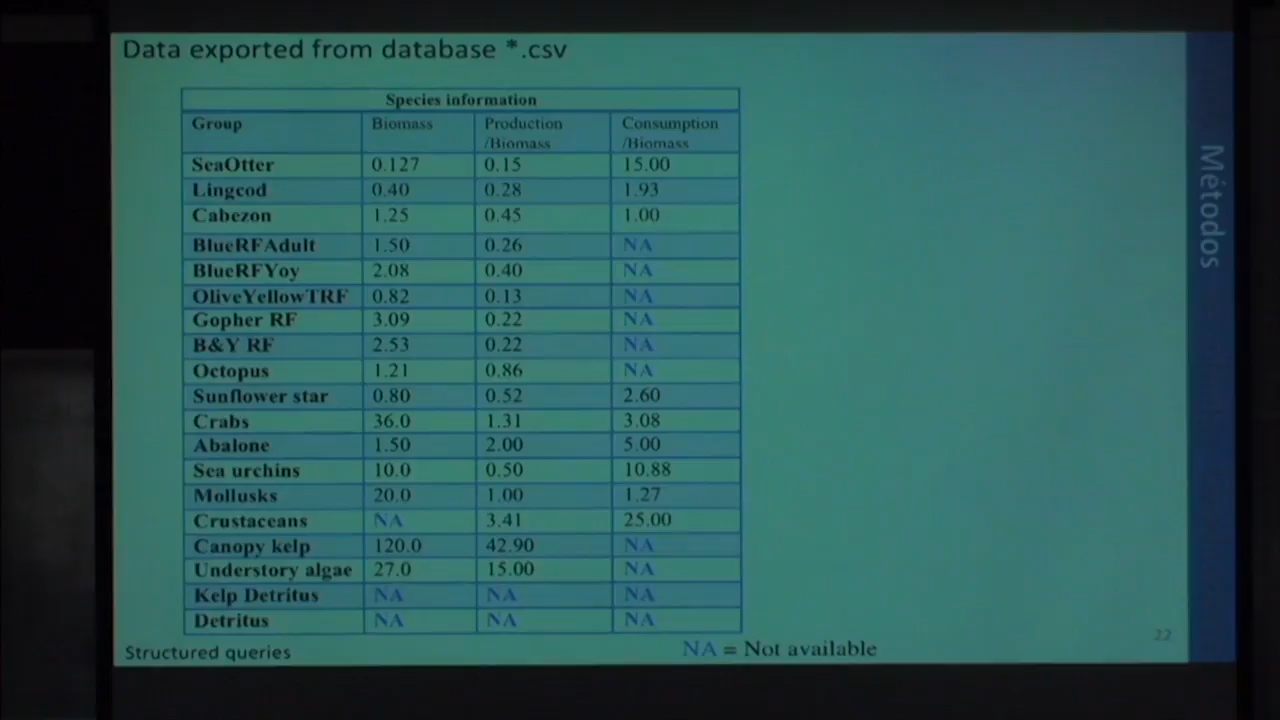 Data exported from database *.csv
Species information
Group Biomass Production /Biomass Consumption /Biomass
SeaOtter 0.127 0.15 15.00
Lingcod 0.40 0.28 1.93
Cabezon 1.25 0.45 1.00
BlueRFAdult 1.50 0.26 NA
BlueRFYoy 2.08 0.40 NA
OliveYellowTRF 0.82 0.13 NA
Gopher RF 3.09 0.22 NA
B&Y RF 2.53 0.22 NA
Octopus 1.21 0.86 NA
Sunflower star 0.80 0.52 2.60
Crabs 36.0 1.31 3.08
Abalone 1.50 2.00 5.00
Sea urchins 10.0 0.50 10.88
Mollusks 20.0 1.00 1.27
Crustaceans NA 3.41 25.00
Canopy kelp 120.0 42.90 NA
Understory algae 27.0 15.00 NA
Kelp Detritus NA NA NA
Detritus NA NA NA
Structured queries
NA = Not available
22
Métodos